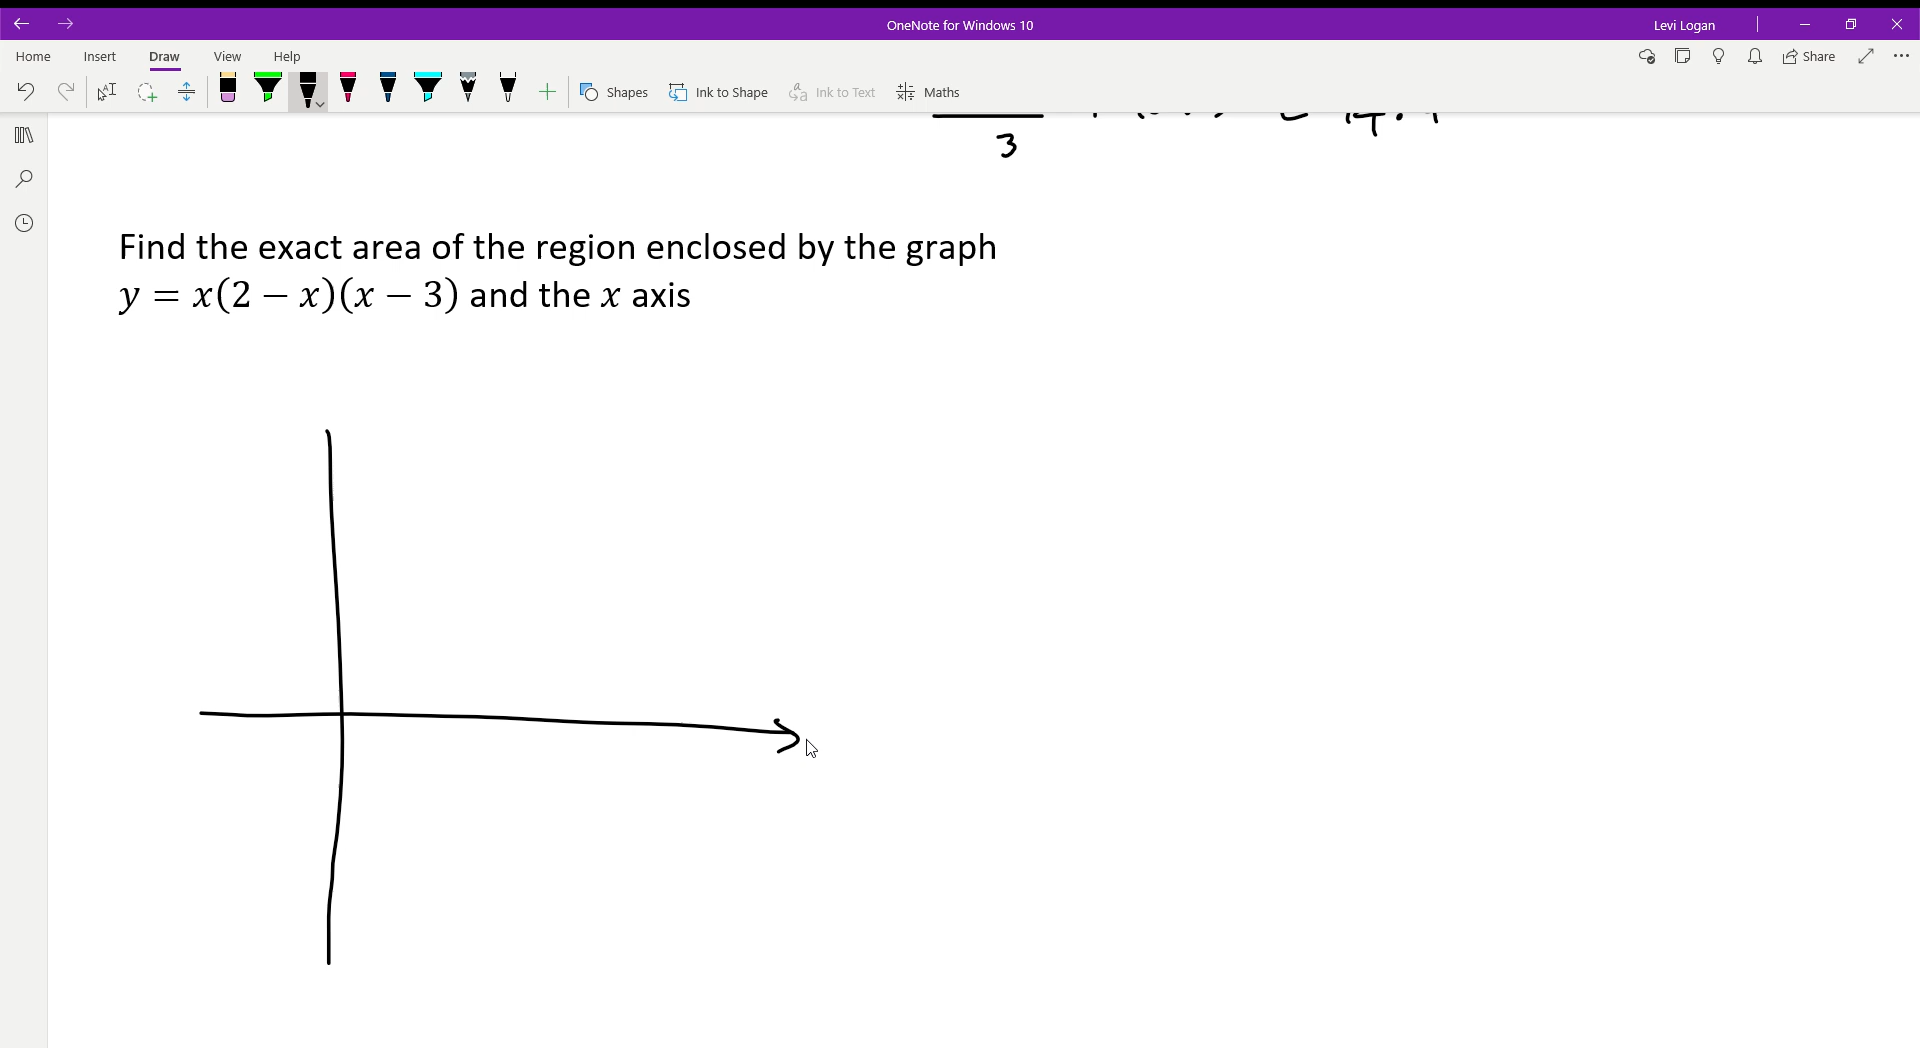 OneNote for Windows 10
Levi Logan
Home Insert Draw View Help
Share
Shapes Ink to Shape Ink to Text Maths
3
Find the exact area of the region enclosed by the graph
y = x(2 − x)(x − 3) and the x axis